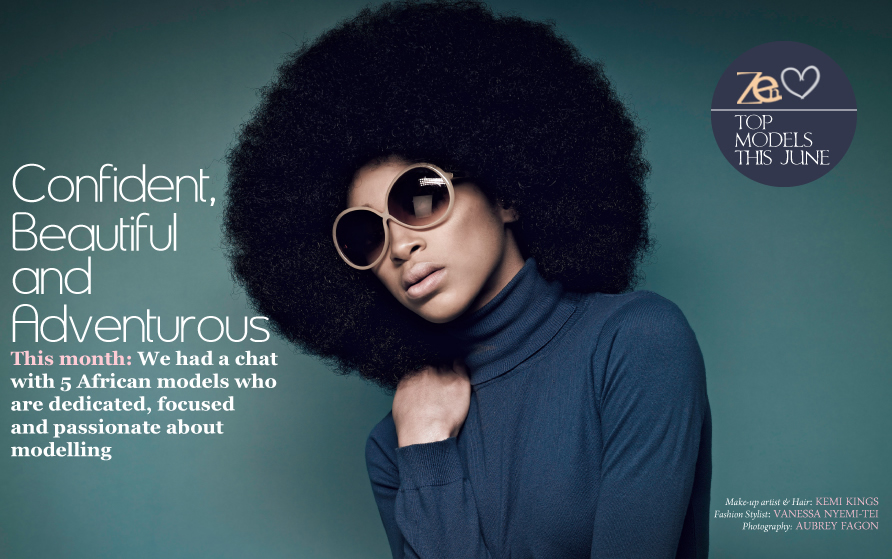 Confident,
Beautiful
and
Adventurous
This month: We had a chat
with 5 African models who
are dedicated, focused
and passionate about
modelling
Zen
TOP
MODELS
THIS JUNE
Make-up artist & Hair: KEMI KINGS
Fashion Stylist: VANESSA NYEMI-TEI
Photography: AUBREY FAGON